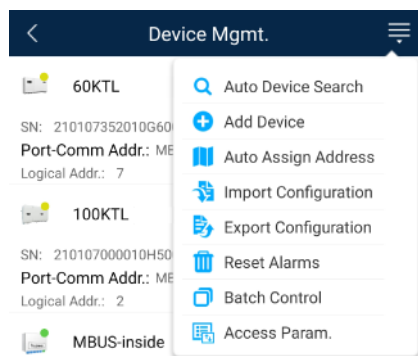 Device Mgmt.
60KTL
SN: 210107352010G60
Port-Comm Addr.: ME
Logical Addr.: 7
100KTL
SN: 210107000010H50
Port-Comm Addr.: ME
Logical Addr.: 2
MBUS-inside
Auto Device Search
Add Device
Auto Assign Address
Import Configuration
Export Configuration
Reset Alarms
Batch Control
Access Param.